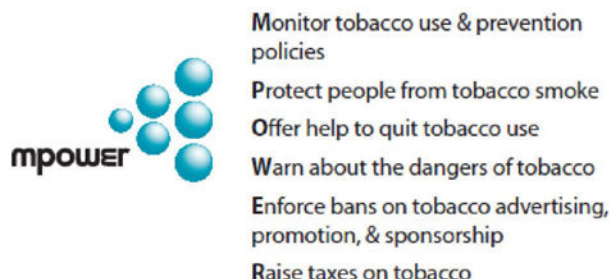 mpower
Monitor tobacco use & prevention
policies
Protect people from tobacco smoke
Offer help to quit tobacco use
Warn about the dangers of tobacco
Enforce bans on tobacco advertising,
promotion, & sponsorship
Raise taxes on tobacco